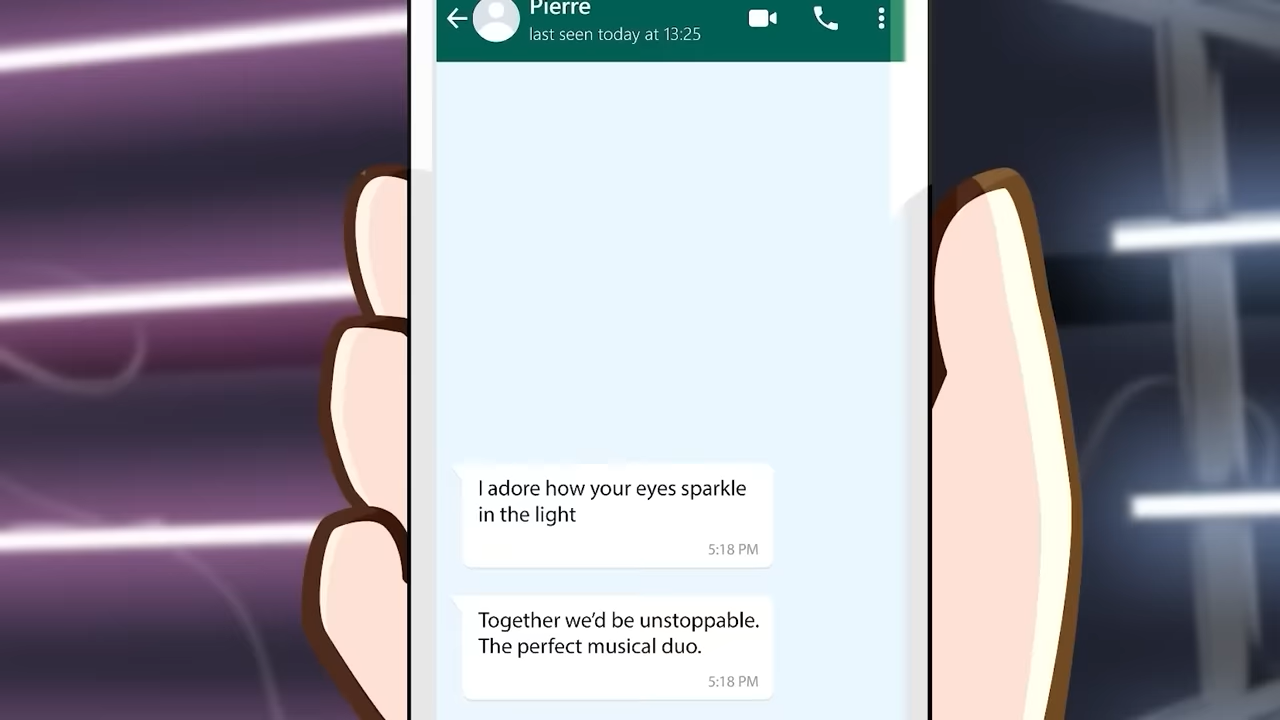 Pierre
last seen today at 13:25
I adore how your eyes sparkle
in the light
5:18 PM
Together we’d be unstoppable.
The perfect musical duo.
5:18 PM